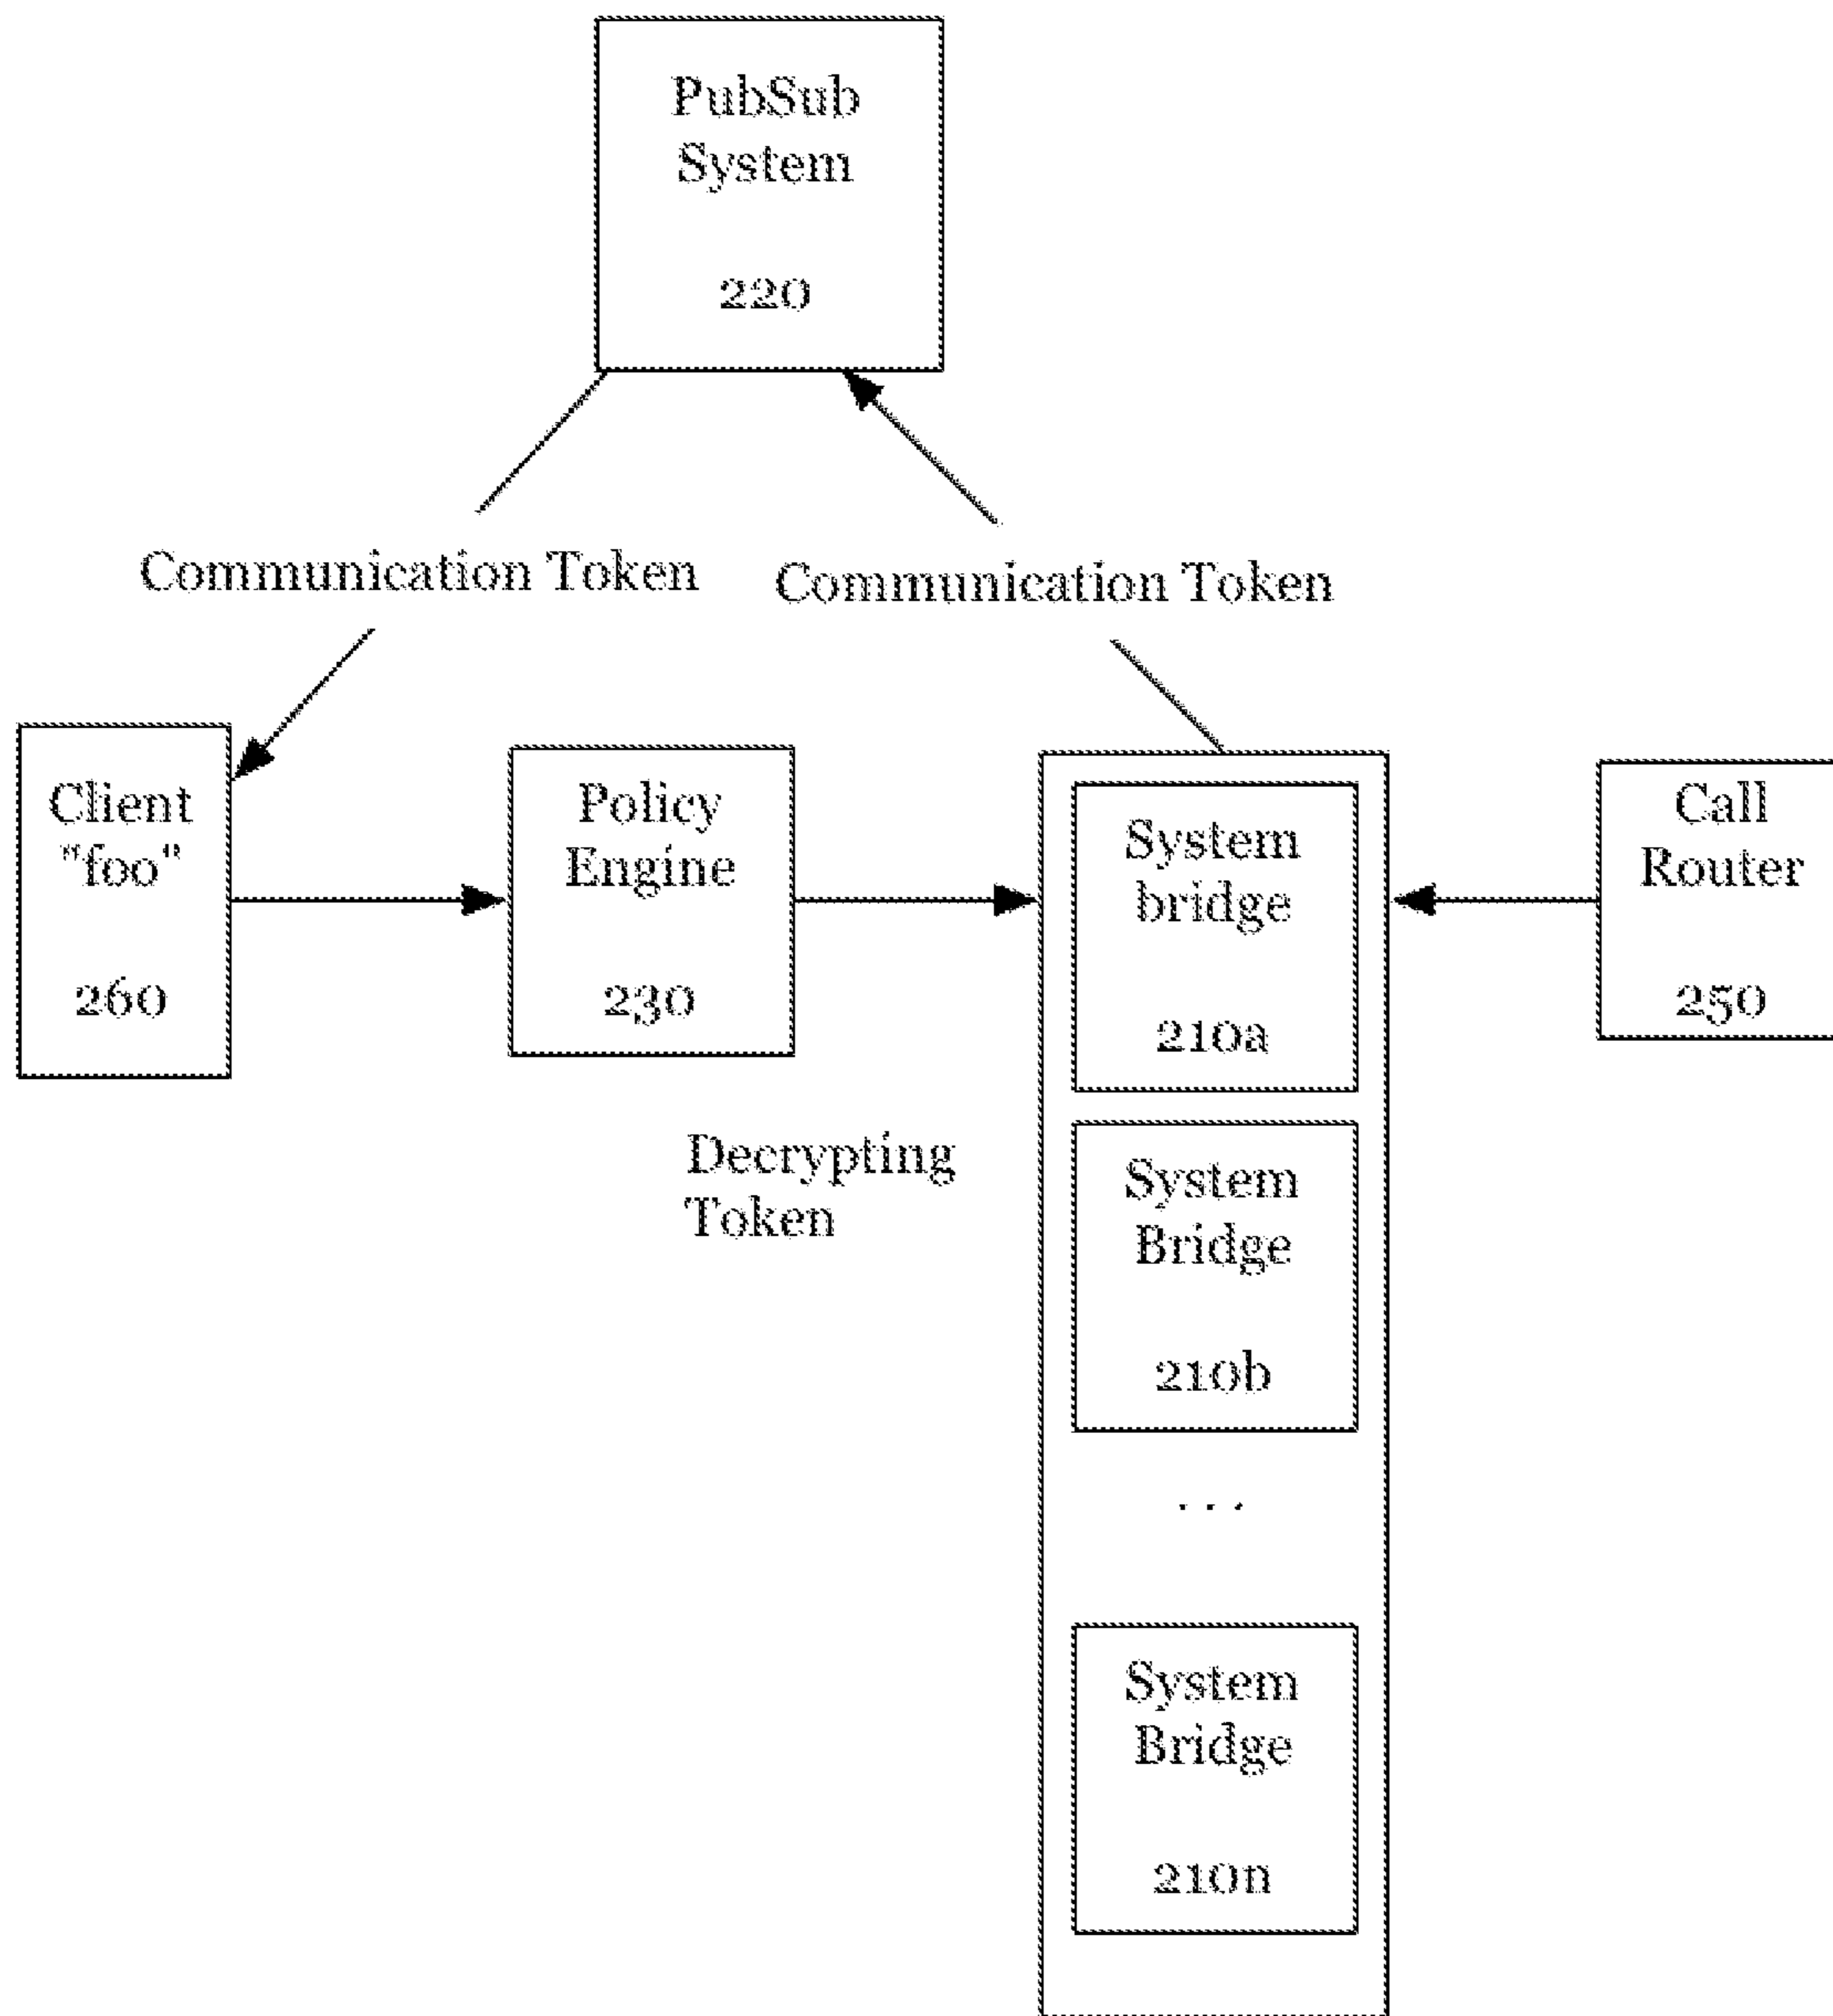 PubSub
System
220
Communication Token
Communication Token
Client
"foo"
260
Policy
Engine
230
System
bridge
210a
Call
Router
250
Decrypting
Token
System
Bridge
210b
...
System
Bridge
210n